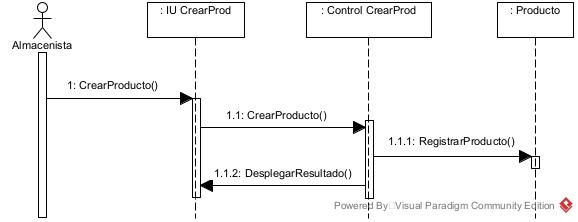 : IU CrearProd
: Control CrearProd
: Producto
Almacenista
1: CrearProducto()
1.1: CrearProducto()
1.1.1: RegistrarProducto()
1.1.2: DesplegarResultado()
Powered By Visual Paradigm Community Edition